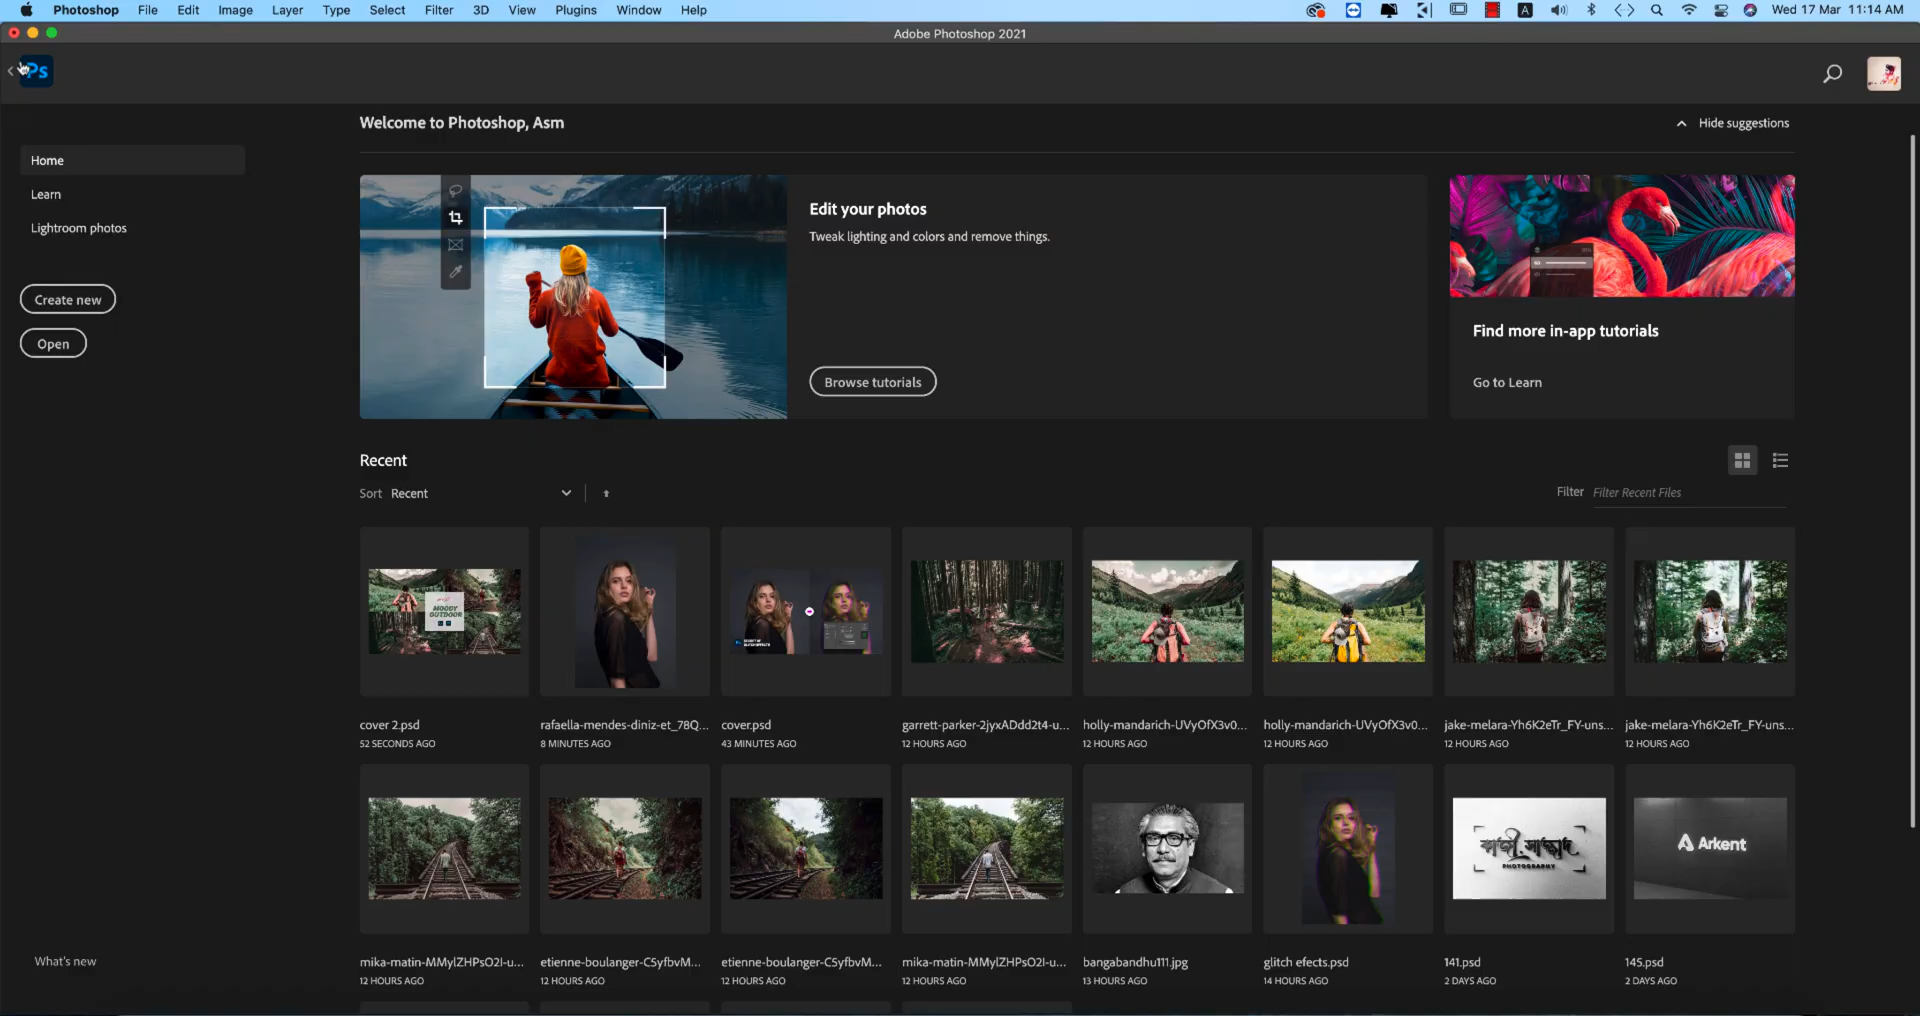 Photoshop File Edit Image Layer Type Select Filter 3D View Plugins Window Help A Wed 17 Mar 11:14 AM
Adobe Photoshop 2021
Ps
Welcome to Photoshop, Asm
Hide suggestions
Home
Learn
Lightroom photos
Create new
Open
Edit your photos
Tweak lighting and colors and remove things.
Browse tutorials
Find more in-app tutorials
Go to Learn
Recent
Sort Recent
Filter Filter Recent Files
MOODY
OUTDOOR
cover 2.psd
52 SECONDS AGO
rafaella-mendes-diniz-et_78Q...
8 MINUTES AGO
cover.psd
43 MINUTES AGO
garrett-parker-2jyxADdd2t4-u...
12 HOURS AGO
holly-mandarich-UVyOfX3v0...
12 HOURS AGO
holly-mandarich-UVyOfX3v0...
12 HOURS AGO
jake-melara-Yh6K2eTr_FY-uns...
12 HOURS AGO
jake-melara-Yh6K2eTr_FY-uns...
12 HOURS AGO
PHOTOGRAPHY
Arkent
mika-matin-MMylZHPsO2I-u...
12 HOURS AGO
etienne-boulanger-C5yfbvM...
12 HOURS AGO
etienne-boulanger-C5yfbvM...
12 HOURS AGO
mika-matin-MMylZHPsO2I-u...
12 HOURS AGO
bangabandhu111.jpg
13 HOURS AGO
glitch efects.psd
14 HOURS AGO
141.psd
2 DAYS AGO
145.psd
2 DAYS AGO
What's new